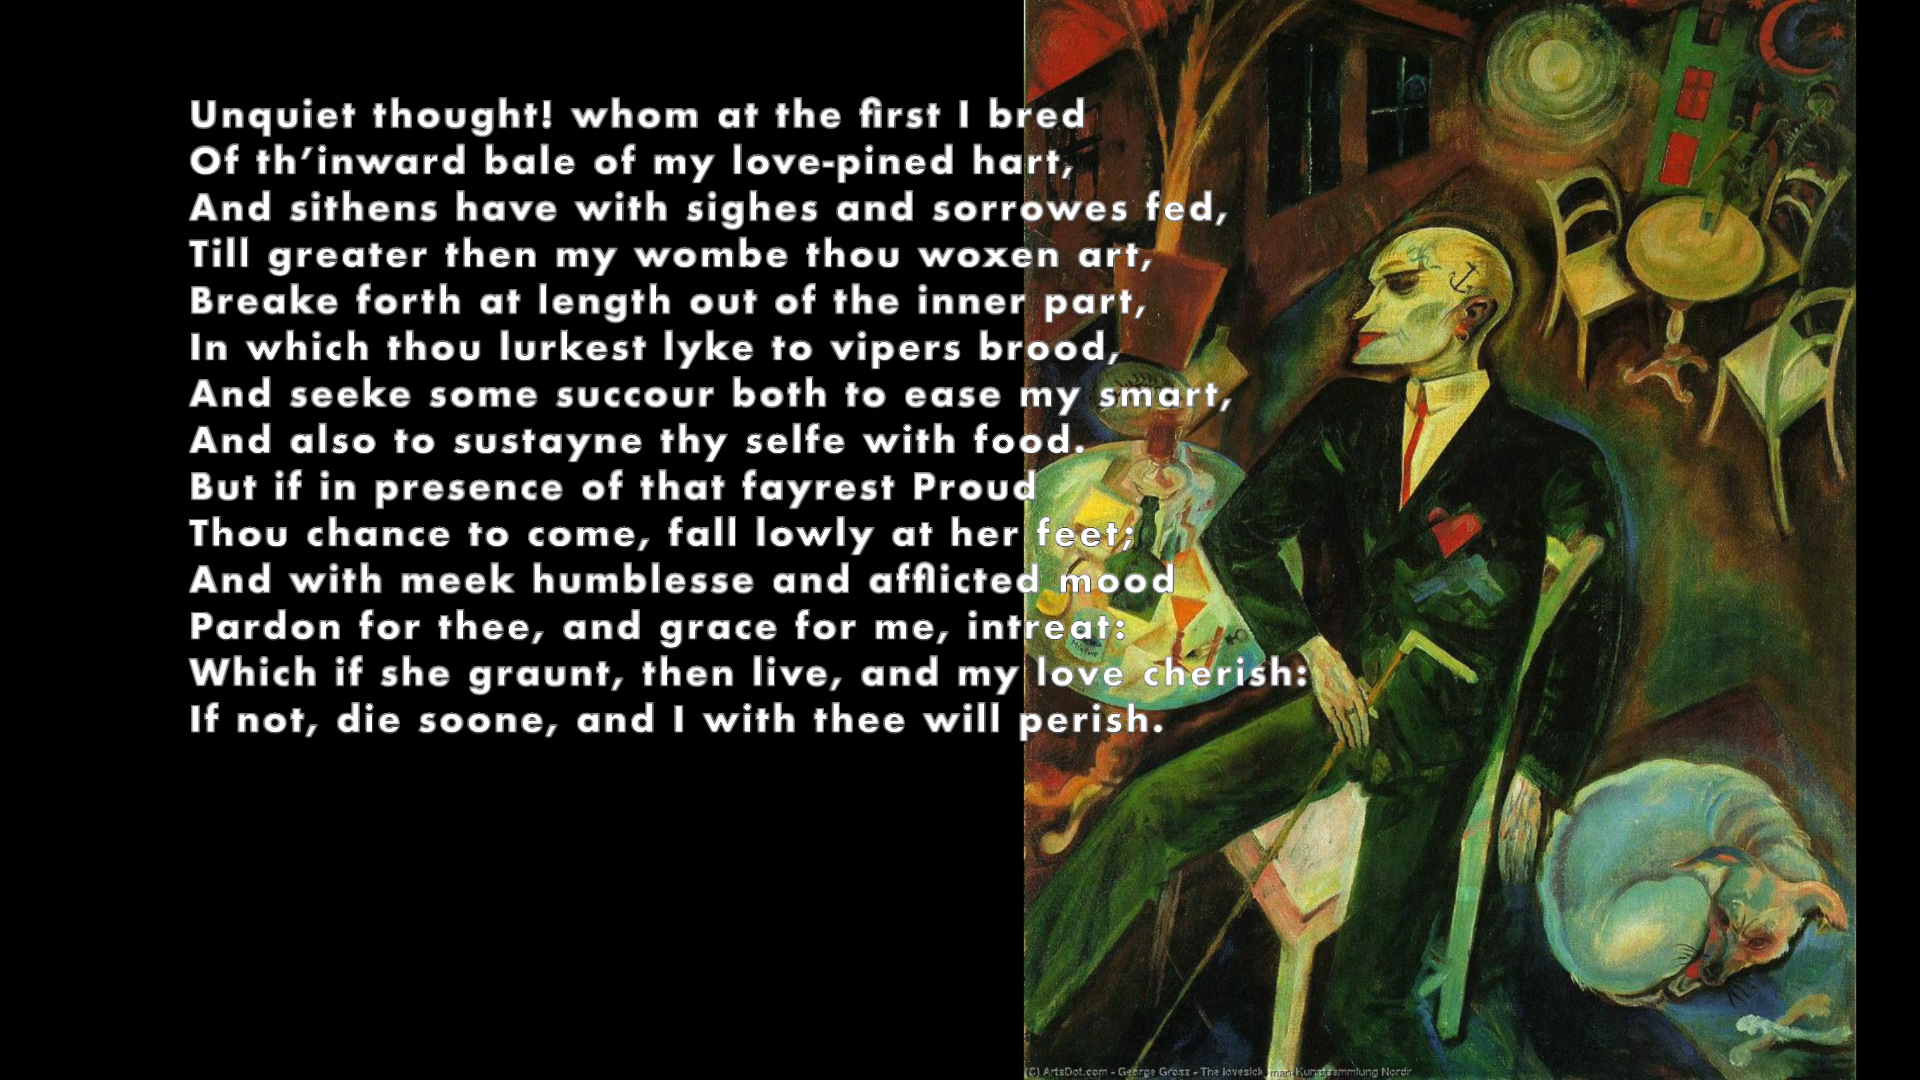 Unquiet thought! whom at the first I bred
Of th’inward bale of my love-pined hart,
And sithens have with sighes and sorrowes fed,
Till greater then my wombe thou woxen art,
Breake forth at length out of the inner part,
In which thou lurkest lyke to vipers brood,
And seeke some succour both to ease my smart,
And also to sustayne thy selfe with food.
But if in presence of that fayrest Proud
Thou chance to come, fall lowly at her feet;
And with meek humblesse and afflicted mood
Pardon for thee, and grace for me, intreat:
Which if she graunt, then live, and my love cherish:
If not, die soone, and I with thee will perish.
(C) ArtsDot.com - George Grosz - The lovesick man Kunstsammlung Nordr